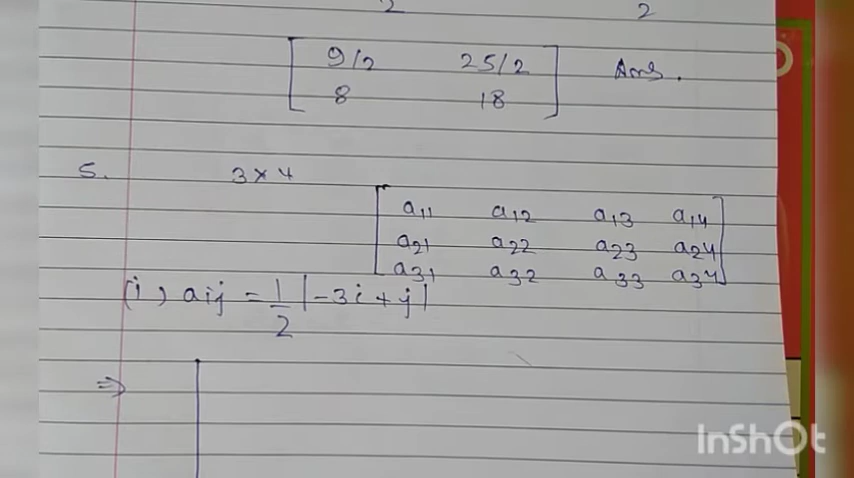 2 2
9/2 25/2 Ans.
8 18
5. 3×4
a11 a12 a13 a14
a21 a22 a23 a24
a31 a32 a33 a34
(i) aij = 1/2 |-3i + j|
⇒
InShOt